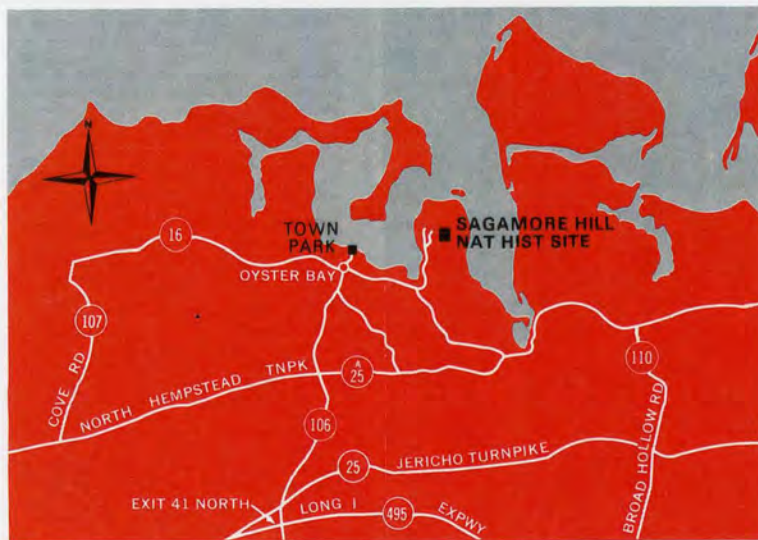 N
16
TOWN
PARK
SAGAMORE HILL
NAT HIST SITE
OYSTER BAY
107
COVE RD
NORTH HEMPSTEAD TNPK
A
25
110
BROAD HOLLOW RD
106
25
JERICHO TURNPIKE
EXIT 41 NORTH
LONG I
495
EXPWY